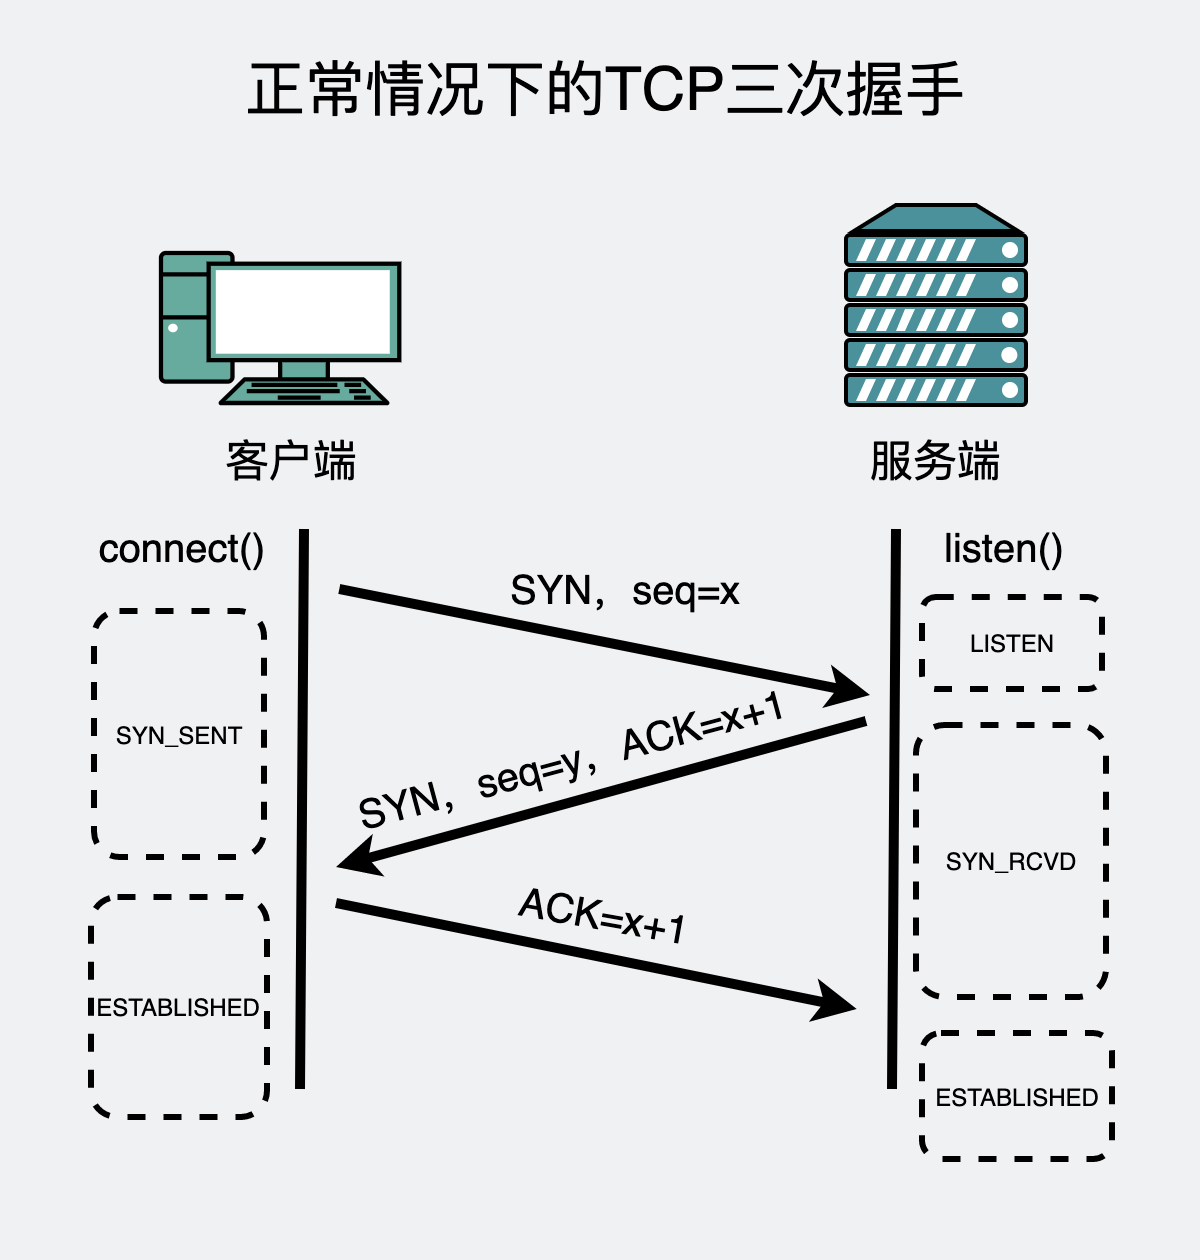 正常情况下的TCP三次握手
客户端
服务端
connect()
listen()
SYN，seq=x
LISTEN
SYN_SENT
SYN，seq=y，ACK=x+1
SYN_RCVD
ACK=x+1
ESTABLISHED
ESTABLISHED